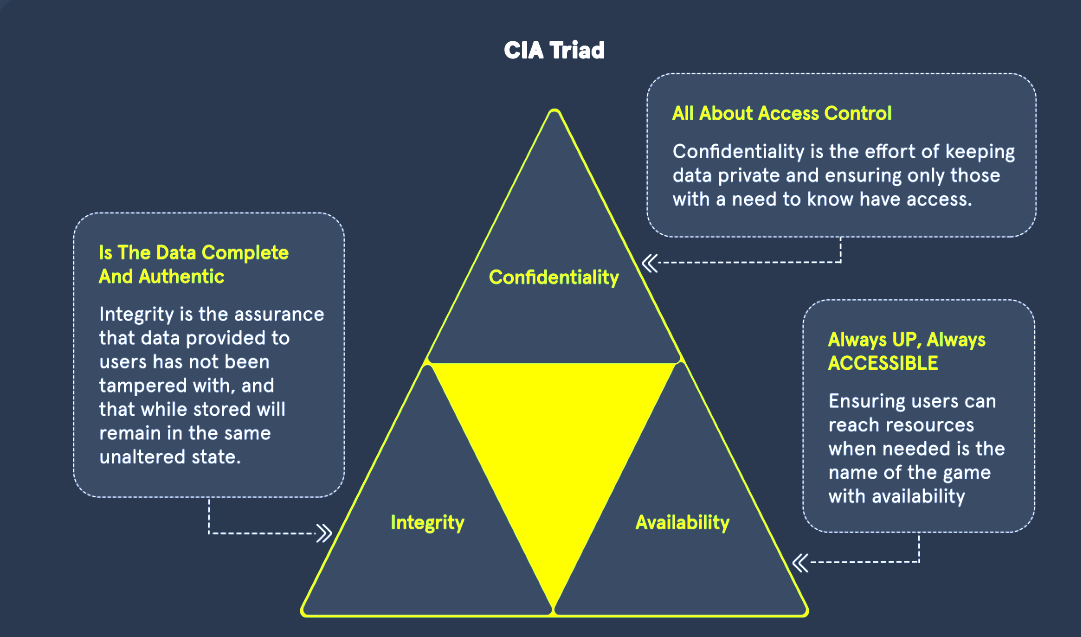 CIA Triad
All About Access Control
Confidentiality is the effort of keeping
data private and ensuring only those
with a need to know have access.
Is The Data Complete
And Authentic
Integrity is the assurance
that data provided to
users has not been
tampered with, and
that while stored will
remain in the same
unaltered state.
Confidentiality
Always UP, Always
ACCESSIBLE
Ensuring users can
reach resources
when needed is the
name of the game
with availability
Integrity
Availability